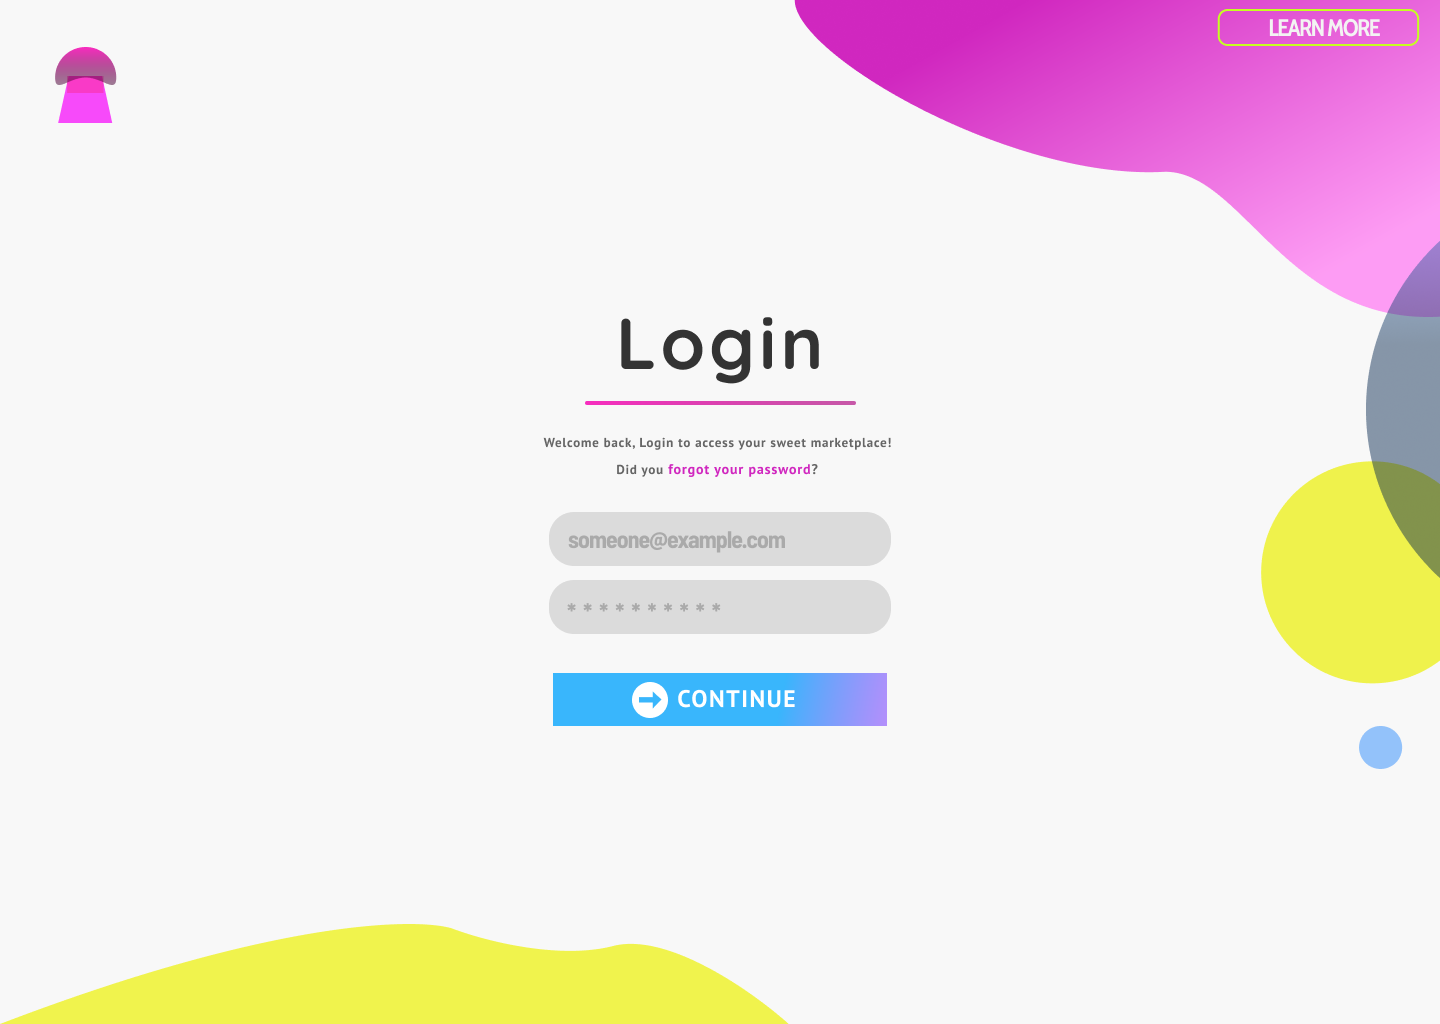 LEARN MORE
Login
Welcome back, Login to access your sweet marketplace!
Did you forgot your password?
someone@example.com
* * * * * * * * * *
CONTINUE